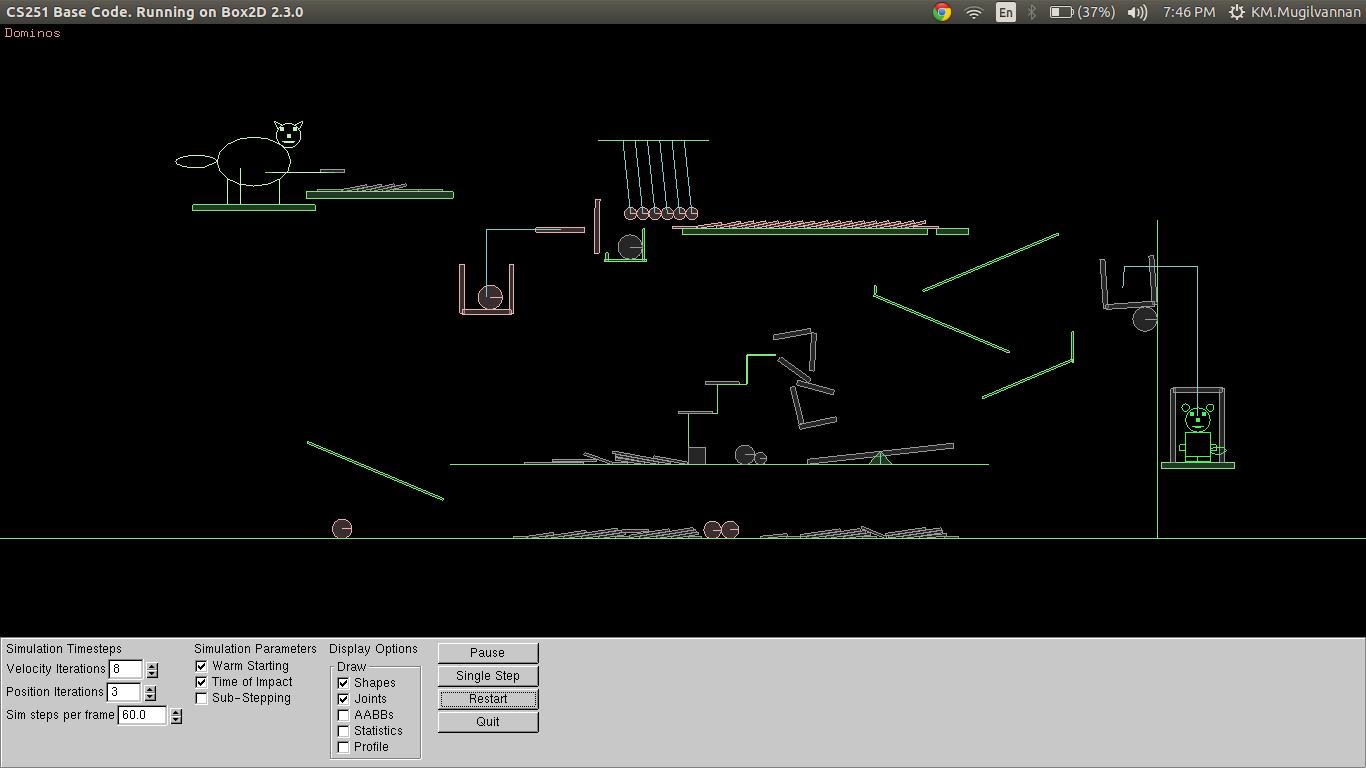 CS251 Base Code. Running on Box2D 2.3.0
En (37%) 7:46 PM KM.Mugilvannan
Dominos
Simulation Timesteps
Velocity Iterations 8
Position Iterations 3
Sim steps per frame 60.0
Simulation Parameters
Warm Starting
Time of Impact
Sub-Stepping
Display Options
Draw
Shapes
Joints
AABBs
Statistics
Profile
Pause
Single Step
Restart
Quit